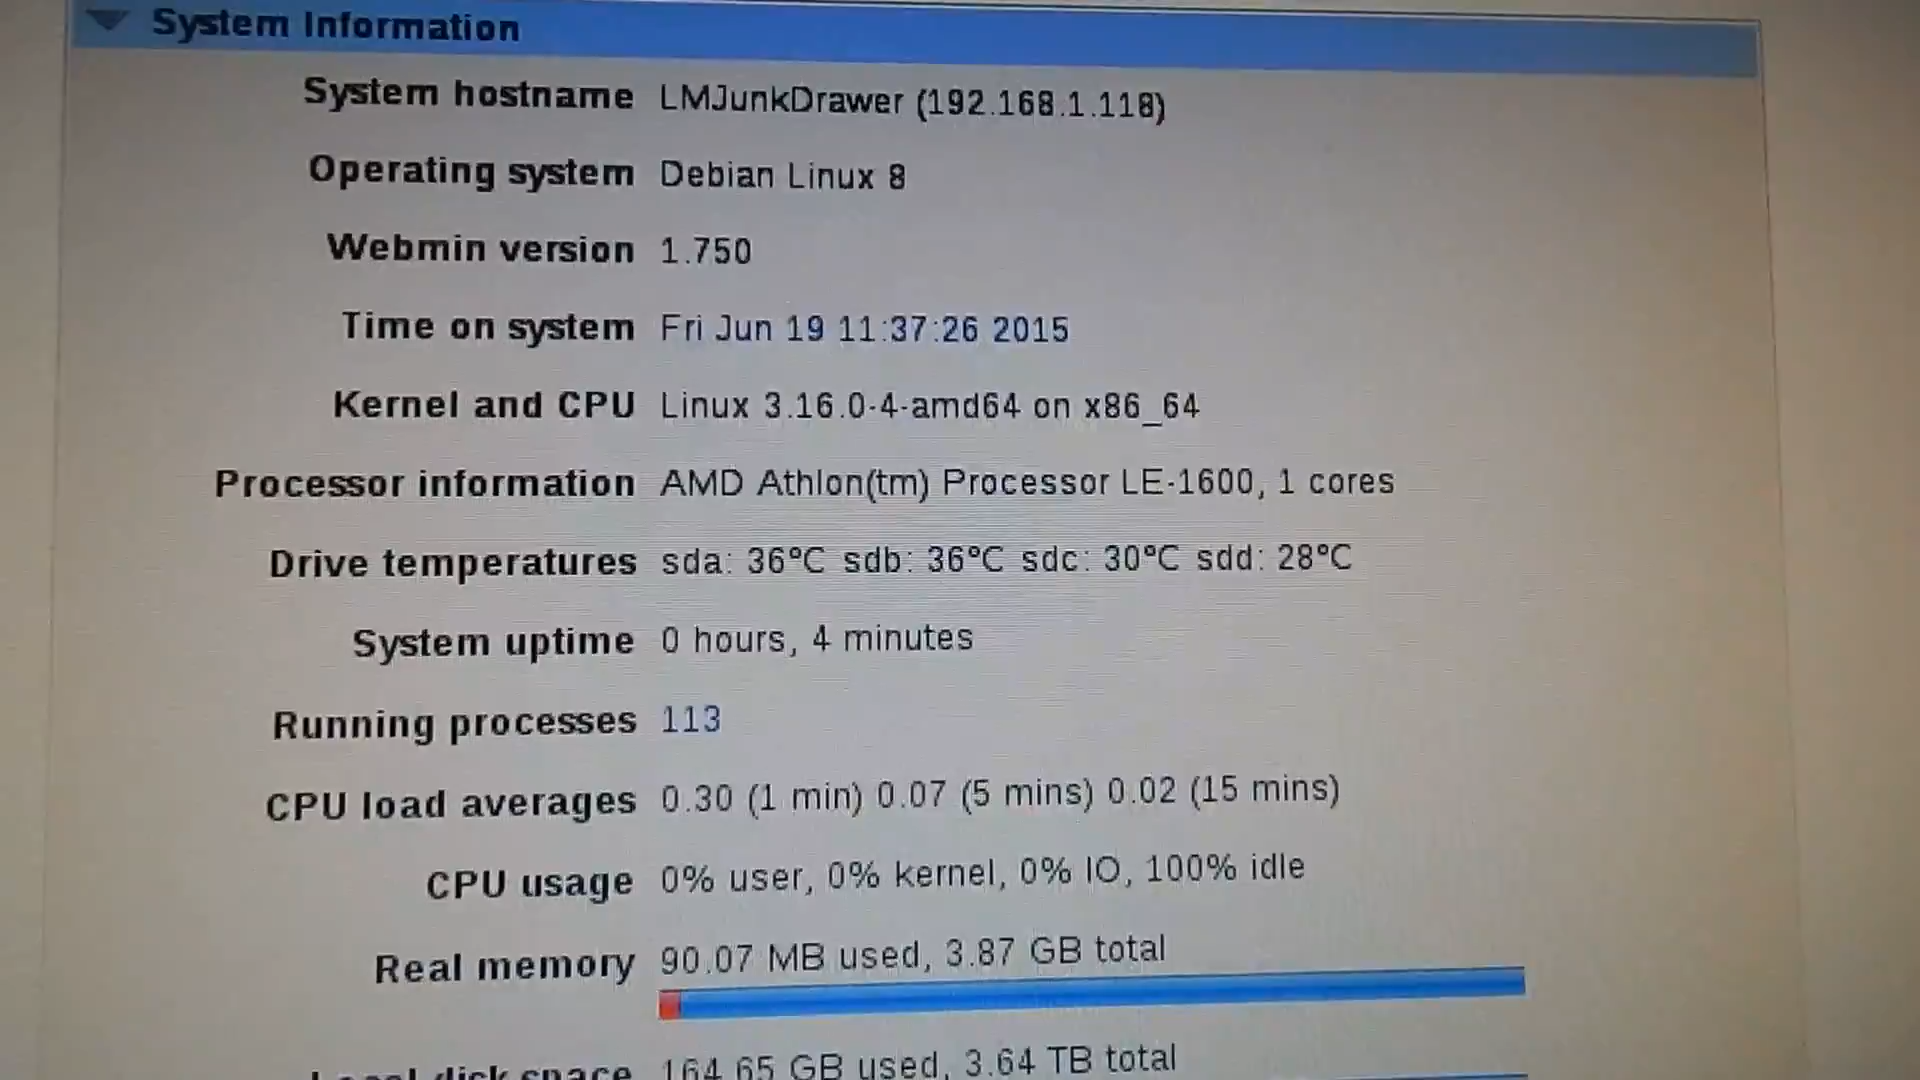 System Information
System hostname LMJunkDrawer (192.168.1.118)
Operating system Debian Linux 8
Webmin version 1.750
Time on system Fri Jun 19 11:37:26 2015
Kernel and CPU Linux 3.16.0-4-amd64 on x86_64
Processor information AMD Athlon(tm) Processor LE-1600, 1 cores
Drive temperatures sda: 36°C sdb: 36°C sdc: 30°C sdd: 28°C
System uptime 0 hours, 4 minutes
Running processes 113
CPU load averages 0.30 (1 min) 0.07 (5 mins) 0.02 (15 mins)
CPU usage 0% user, 0% kernel, 0% IO, 100% idle
Real memory 90.07 MB used, 3.87 GB total
Local disk space 164.65 GB used, 3.64 TB total